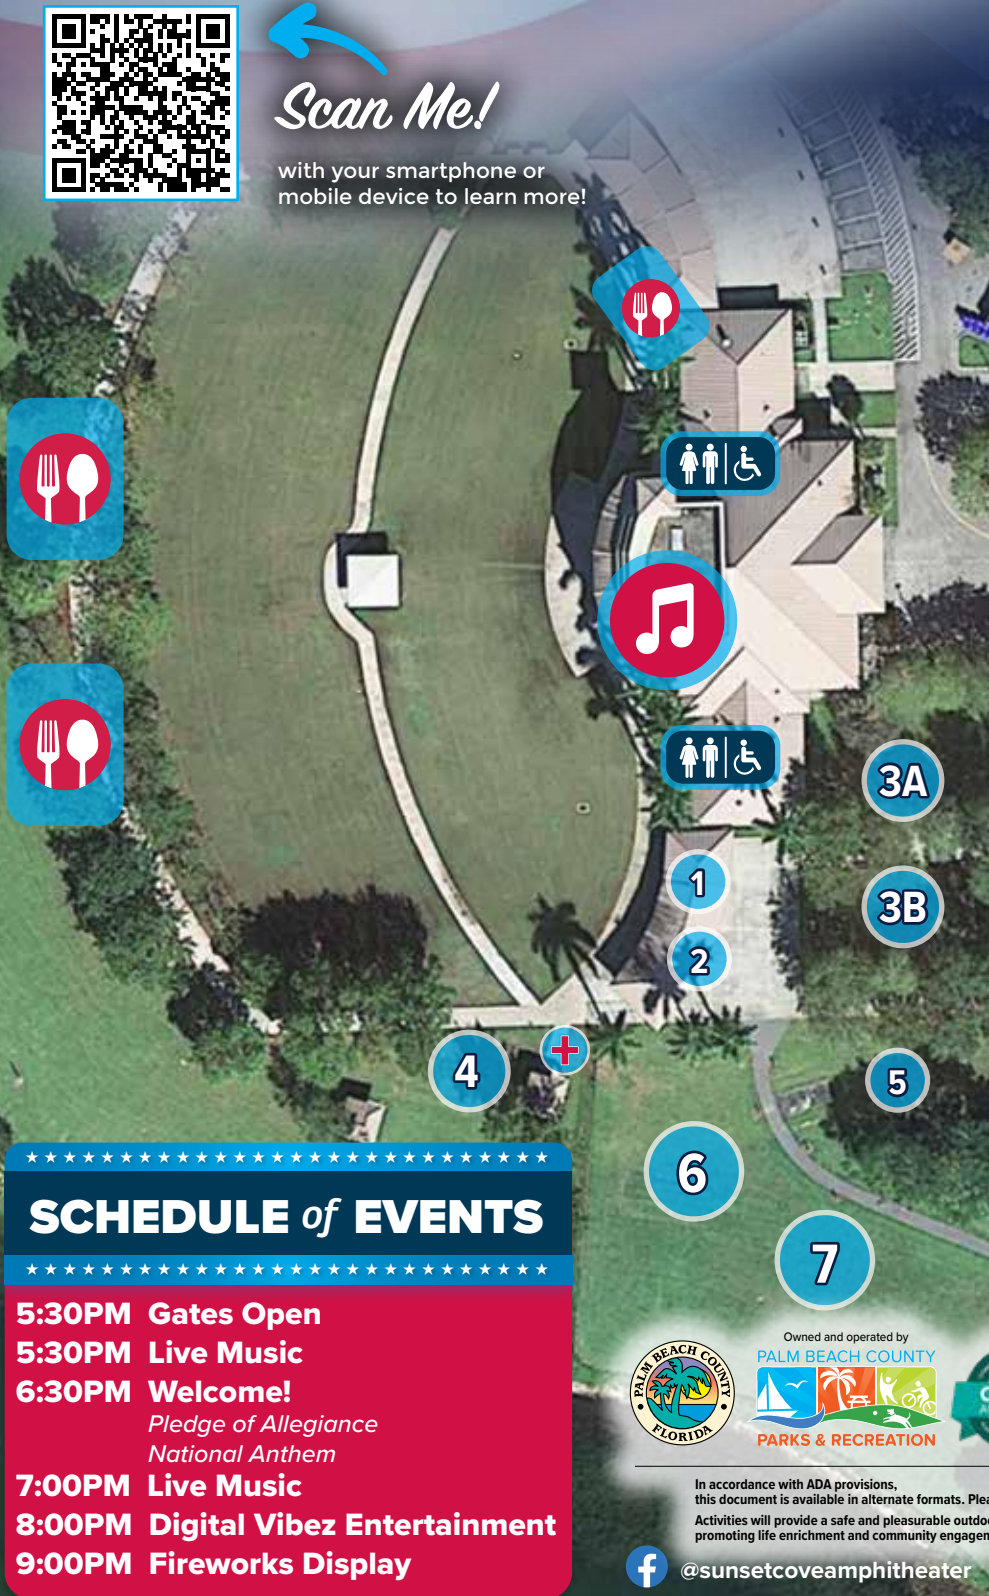 Scan Me!
with your smartphone or
mobile device to learn more!
3A
3B
1
2
4
5
6
7
SCHEDULE of EVENTS
5:30PM Gates Open
5:30PM Live Music
6:30PM Welcome!
Pledge of Allegiance
National Anthem
7:00PM Live Music
8:00PM Digital Vibez Entertainment
9:00PM Fireworks Display
PALM BEACH COUNTY
FLORIDA
Owned and operated by
PALM BEACH COUNTY
PARKS & RECREATION
In accordance with ADA provisions,
this document is available in alternate formats.
Activities will provide a safe and pleasurable
promoting life enrichment and community
@sunsetcoveamphitheater